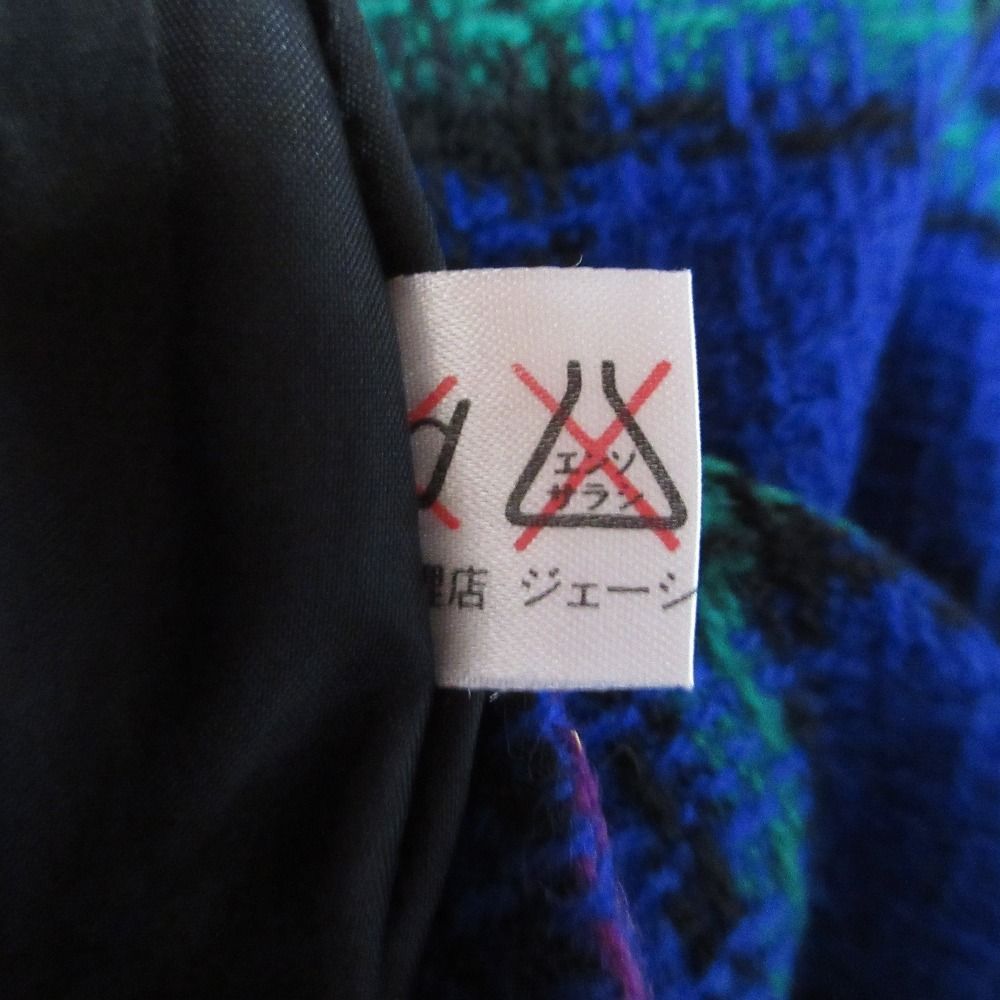 エンソ
サラシ
店 ジェーシ